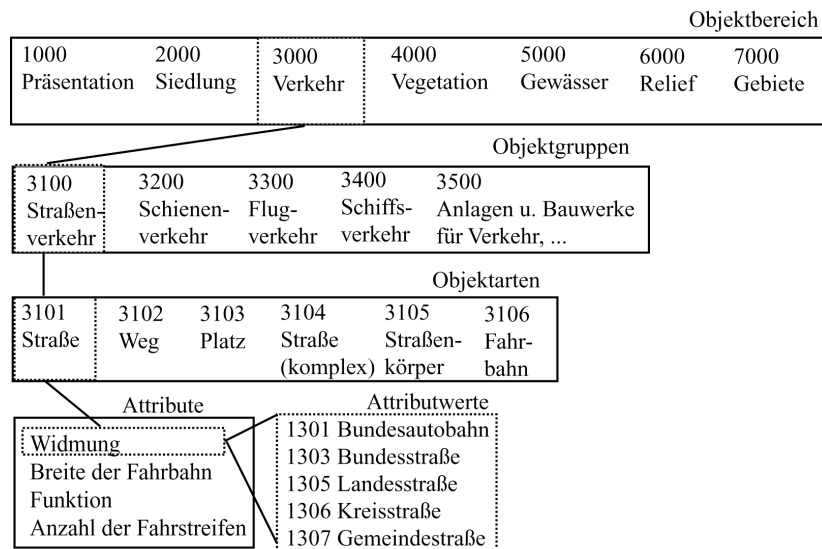 Objektbereich
1000 2000 3000 4000 5000 6000 7000
Präsentation Siedlung Verkehr Vegetation Gewässer Relief Gebiete
Objektgruppen
3100 3200 3300 3400 3500
Straßen- Schienen- Flug- Schiffs- Anlagen u. Bauwerke
verkehr verkehr verkehr verkehr für Verkehr, ...
Objektarten
3101 3102 3103 3104 3105 3106
Straße Weg Platz Straße Straßen- Fahr-
(komplex) körper bahn
Attribute
Widmung
Breite der Fahrbahn
Funktion
Anzahl der Fahrstreifen
Attributwerte
1301 Bundesautobahn
1303 Bundesstraße
1305 Landesstraße
1306 Kreisstraße
1307 Gemeindestraße